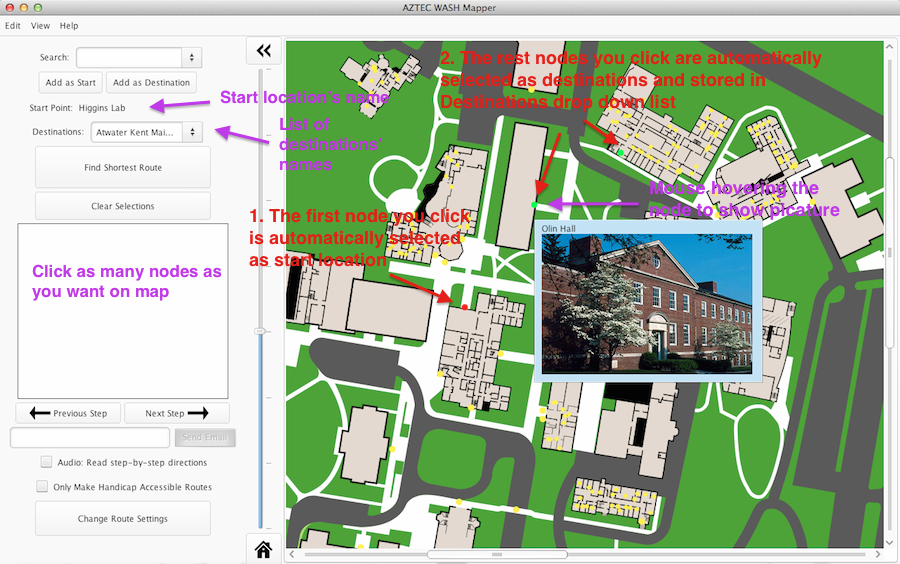 AZTEC WASH Mapper
Edit View Help
Search:
Add as Start Add as Destination
Start Point: Higgins Lab
Destinations: Atwater Kent Mai...
Find Shortest Route
Clear Selections
Click as many nodes as
you want on map
Previous Step Next Step
Send Email
Audio: Read step-by-step directions
Only Make Handicap Accessible Routes
Change Route Settings
Start location's name
List of
destinations'
names
1. The first node you click
is automatically selected
as start location
2. The rest nodes you click are automatically
selected as destinations and stored in
Destinations drop down list
Mouse hovering the
node to show picature
Olin Hall